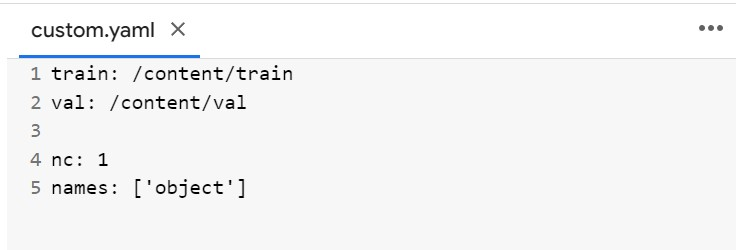 custom.yaml ×
1 train: /content/train
2 val: /content/val
3
4 nc: 1
5 names: ['object']